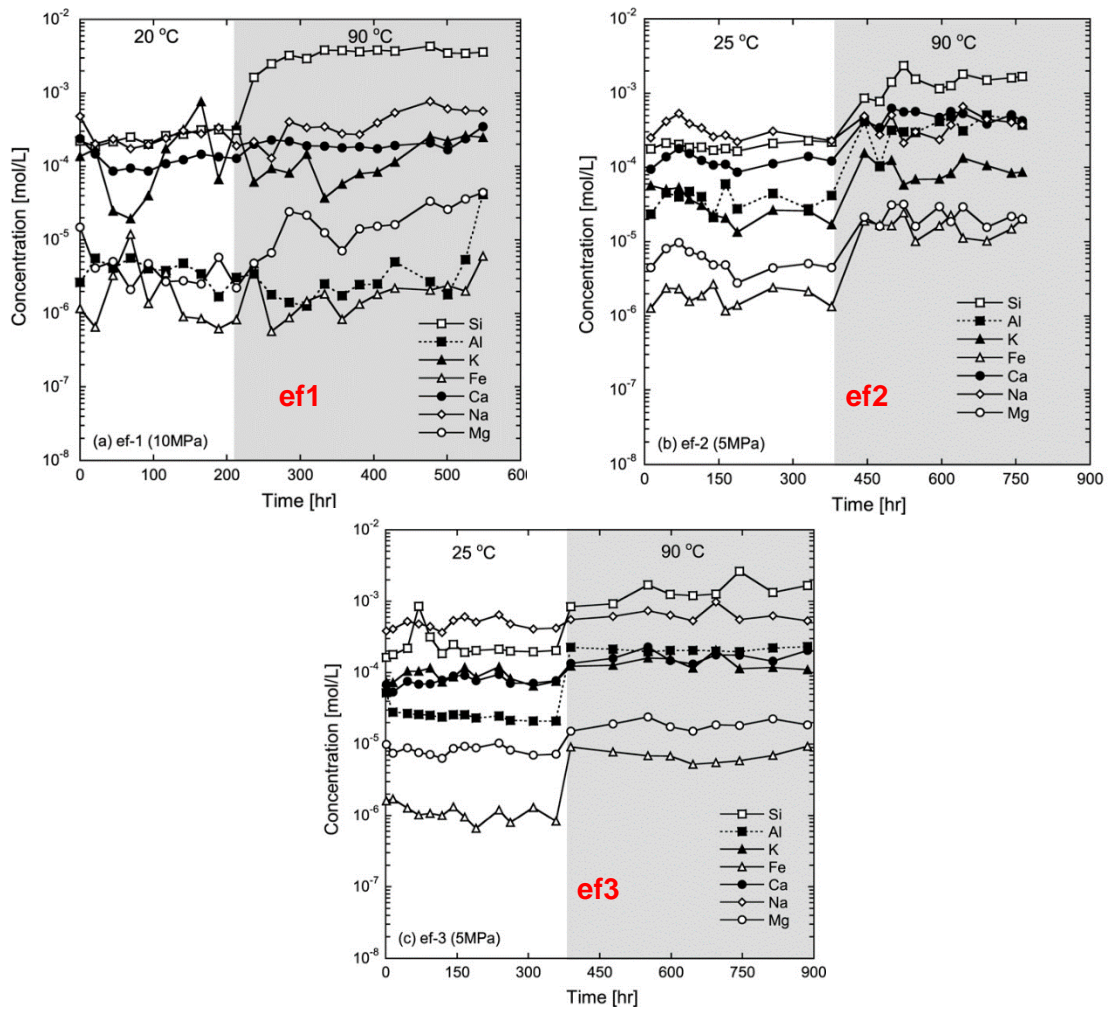 10⁻²
10⁻³
10⁻⁴
10⁻⁵
10⁻⁶
10⁻⁷
10⁻⁸
Concentration [mol/L]
20 °C
90 °C
Si
Al
K
Fe
Ca
Na
Mg
ef1
(a) ef-1 (10MPa)
0 100 200 300 400 500 600
Time [hr]
10⁻²
10⁻³
10⁻⁴
10⁻⁵
10⁻⁶
10⁻⁷
10⁻⁸
Concentration [mol/L]
25 °C
90 °C
Si
Al
K
Fe
Ca
Na
Mg
ef2
(b) ef-2 (5MPa)
0 150 300 450 600 750 900
Time [hr]
10⁻²
10⁻³
10⁻⁴
10⁻⁵
10⁻⁶
10⁻⁷
10⁻⁸
Concentration [mol/L]
25 °C
90 °C
Si
Al
K
Fe
Ca
Na
Mg
ef3
(c) ef-3 (5MPa)
0 150 300 450 600 750 900
Time [hr]